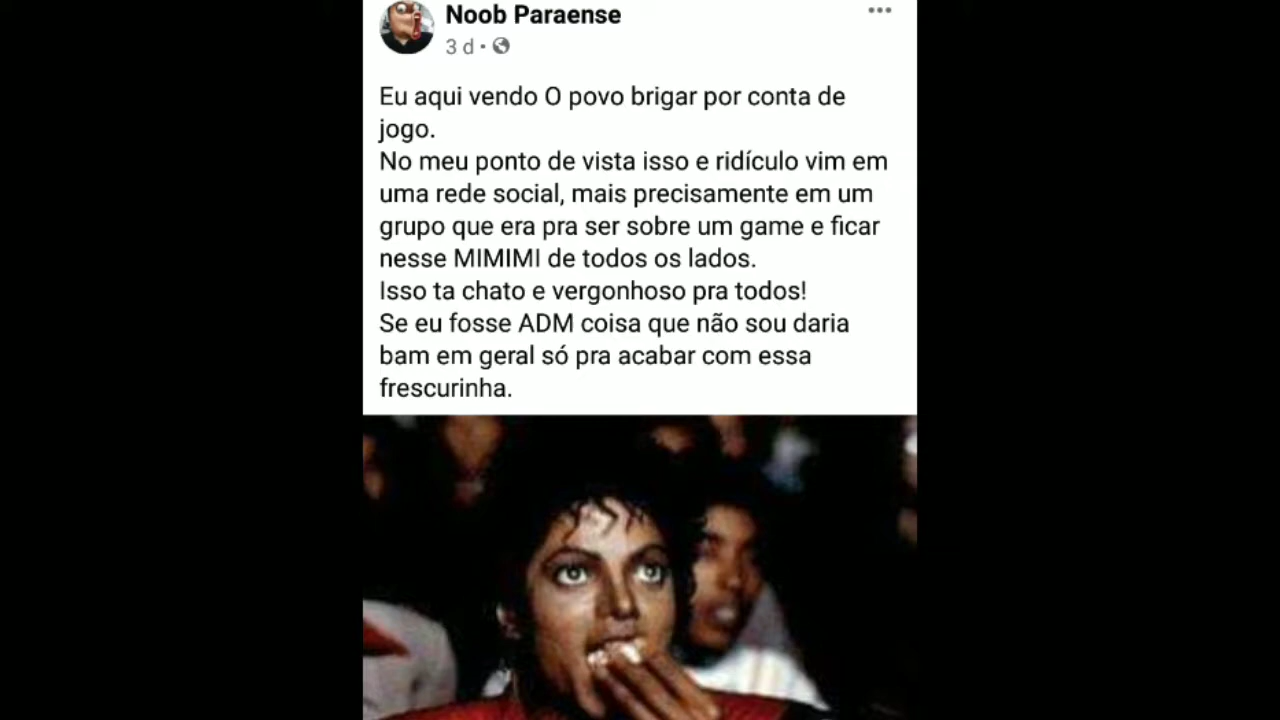 Noob Paraense
3 d
Eu aqui vendo O povo brigar por conta de
jogo.
No meu ponto de vista isso e ridículo vim em
uma rede social, mais precisamente em um
grupo que era pra ser sobre um game e ficar
nesse MIMIMI de todos os lados.
Isso ta chato e vergonhoso pra todos!
Se eu fosse ADM coisa que não sou daria
bam em geral só pra acabar com essa
frescurinha.